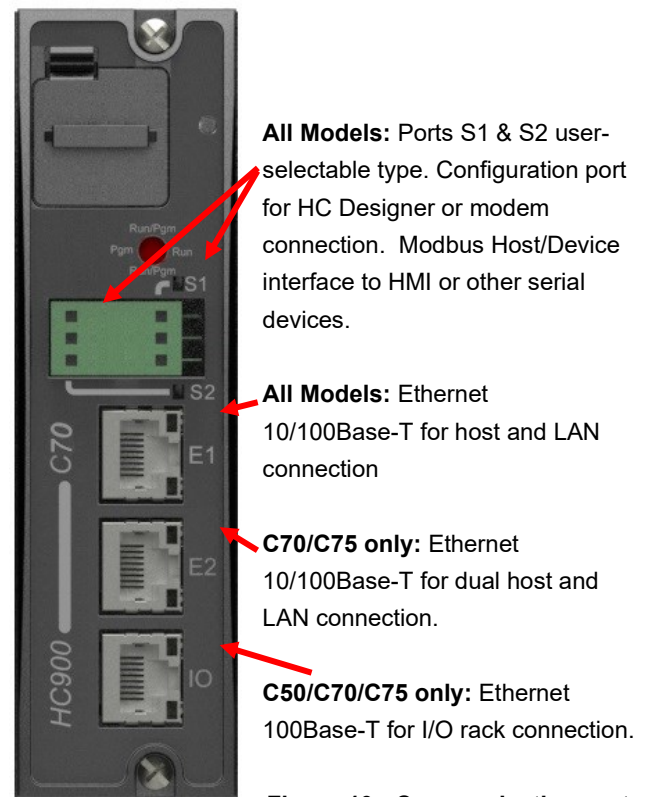 All Models: Ports S1 & S2 user-
selectable type. Configuration port
for HC Designer or modem
connection. Modbus Host/Device
interface to HMI or other serial
devices.
All Models: Ethernet
10/100Base-T for host and LAN
connection
C70/C75 only: Ethernet
10/100Base-T for dual host and
LAN connection.
C50/C70/C75 only: Ethernet
100Base-T for I/O rack connection.
Run/Pgm
Pgm
Run
Run/Pgm
S1
S2
C70
E1
E2
HC900
IO